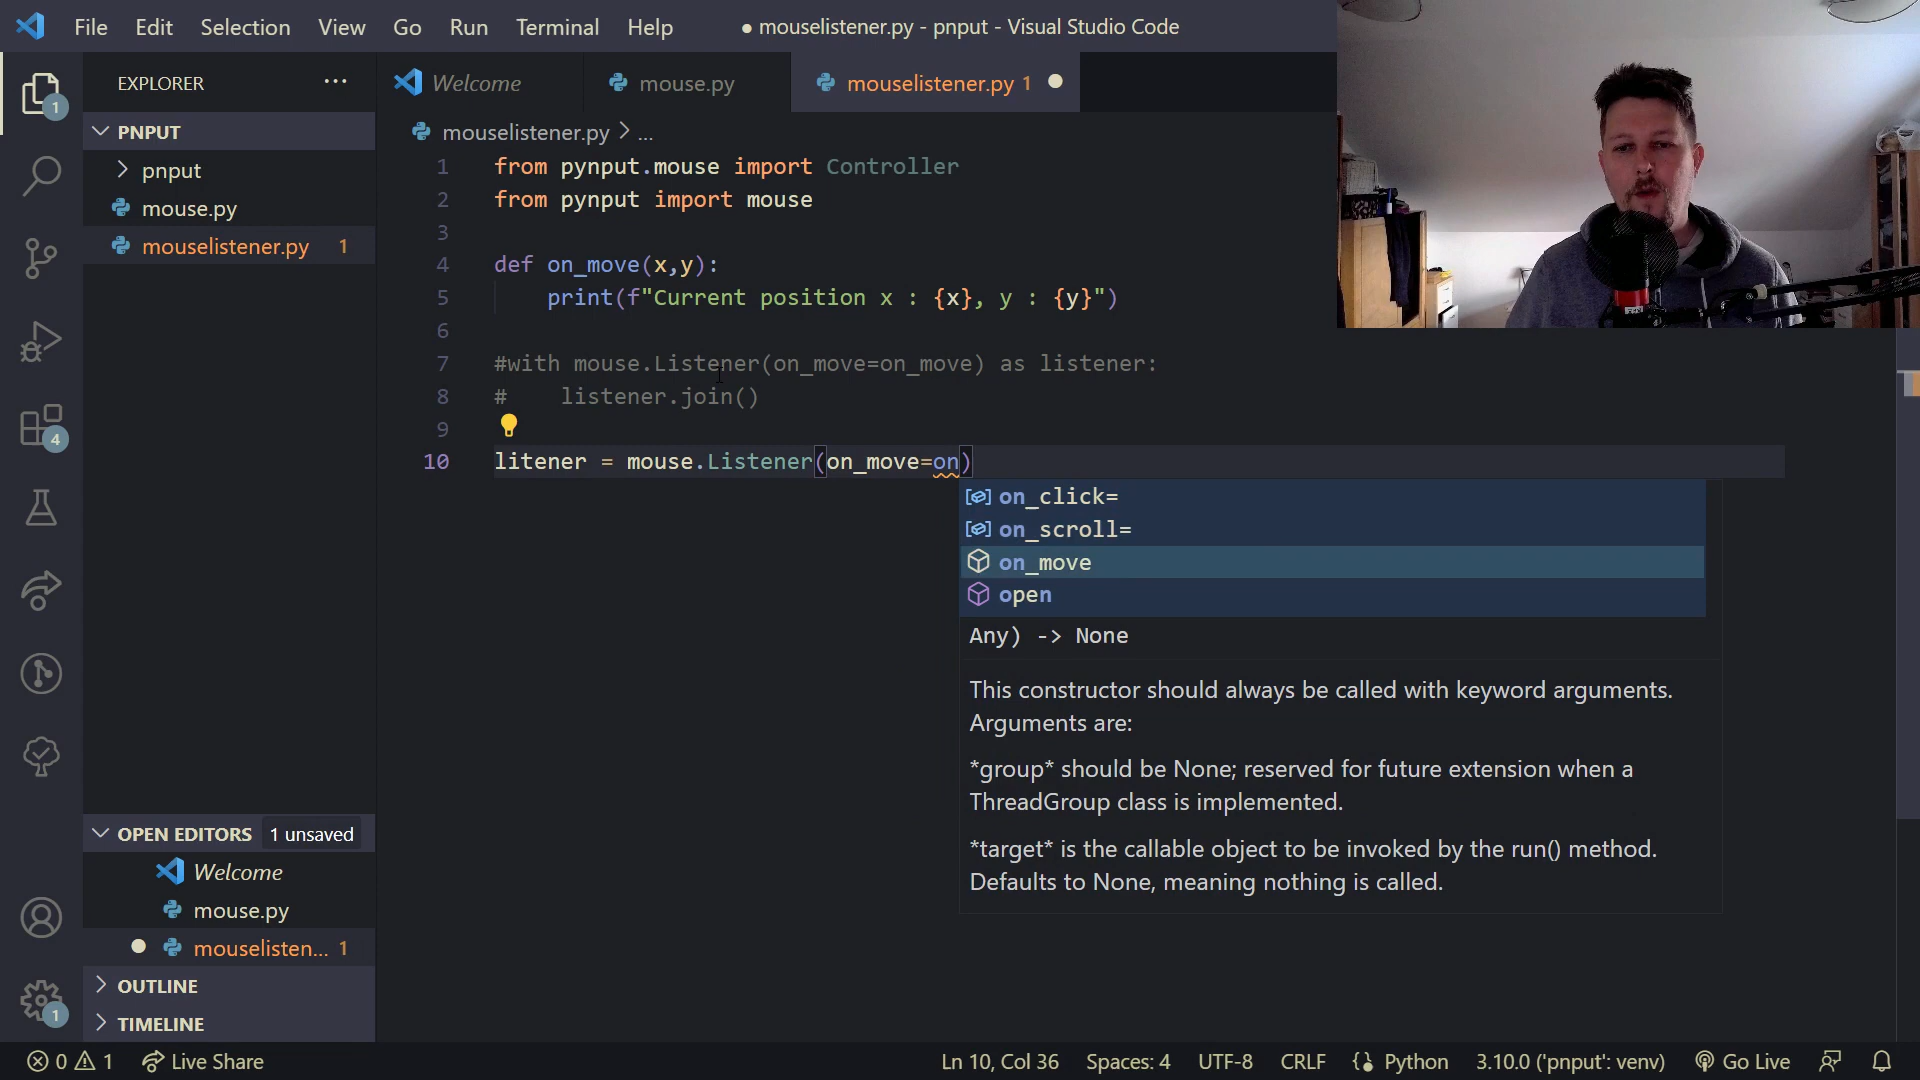 File Edit Selection View Go Run Terminal Help
● mouselistener.py - pnput - Visual Studio Code
EXPLORER ...
Welcome mouse.py mouselistener.py 1
PNPUT
pnput
mouse.py
mouselistener.py 1
mouselistener.py > ...
1 from pynput.mouse import Controller
2 from pynput import mouse
3
4 def on_move(x,y):
5 print(f"Current position x : {x}, y : {y}")
6
7 #with mouse.Listener(on_move=on_move) as listener:
8 # listener.join()
9
10 litener = mouse.Listener(on_move=on)
on_click=
on_scroll=
on_move
open
Any) -> None
This constructor should always be called with keyword arguments.
Arguments are:
*group* should be None; reserved for future extension when a
ThreadGroup class is implemented.
*target* is the callable object to be invoked by the run() method.
Defaults to None, meaning nothing is called.
1
4
1
OPEN EDITORS 1 unsaved
Welcome
mouse.py
mouselisten... 1
OUTLINE
TIMELINE
0 1 Live Share Ln 10, Col 36 Spaces: 4 UTF-8 CRLF Python 3.10.0 ('pnput': venv) Go Live